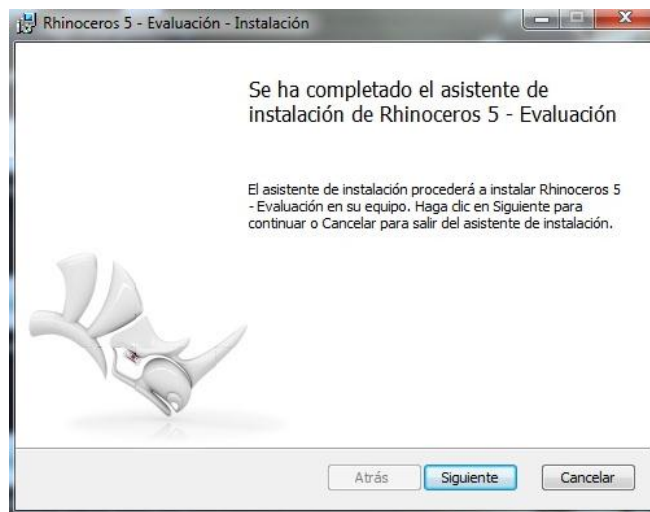 Rhinoceros 5 - Evaluación - Instalación
Se ha completado el asistente de
instalación de Rhinoceros 5 - Evaluación
El asistente de instalación procederá a instalar Rhinoceros 5
- Evaluación en su equipo. Haga clic en Siguiente para
continuar o Cancelar para salir del asistente de instalación.
Atrás Siguiente Cancelar